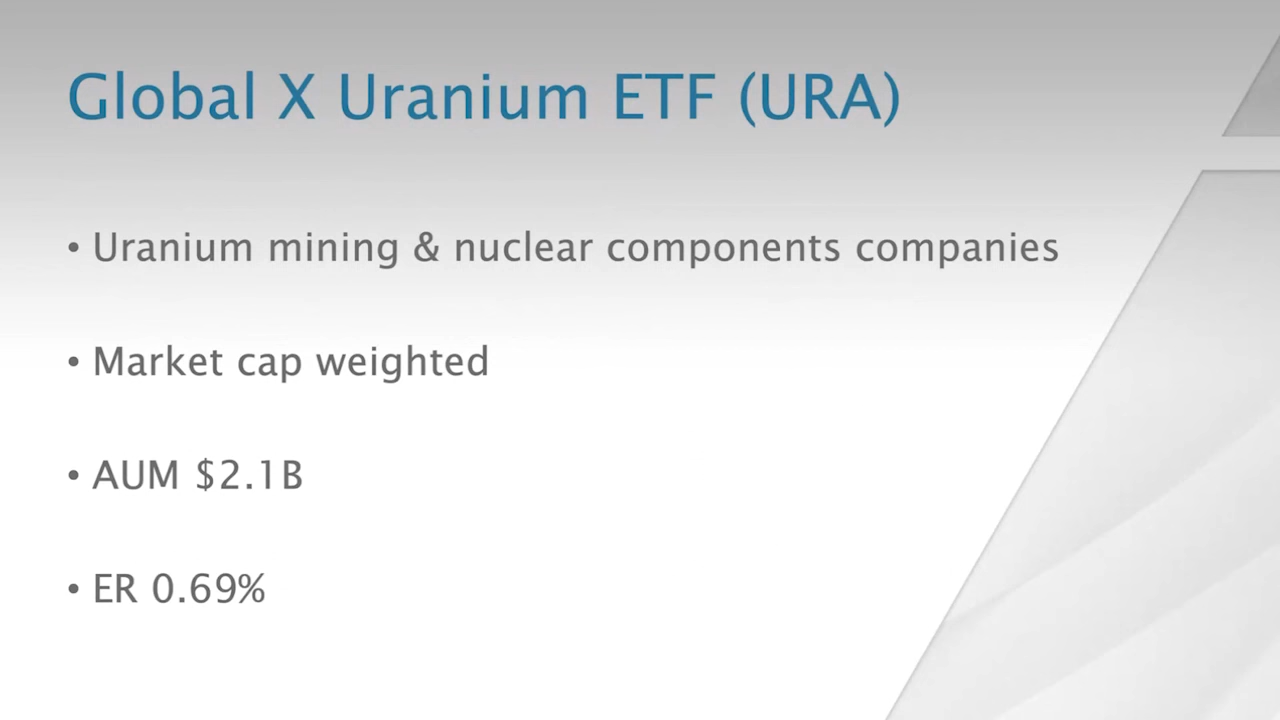 Global X Uranium ETF (URA)
• Uranium mining & nuclear components companies
• Market cap weighted
• AUM $2.1B
• ER 0.69%